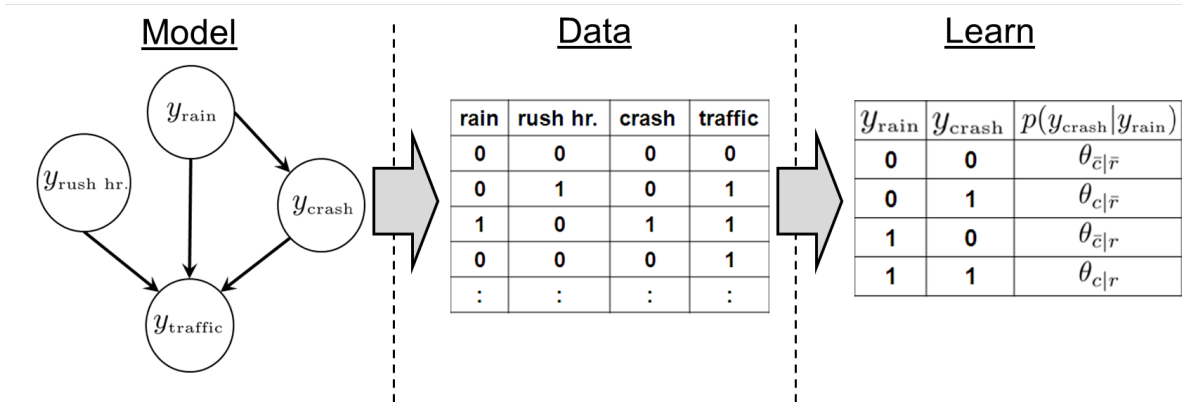 Model
Data
Learn
y_rain
y_rush hr.
y_crash
y_traffic
rain rush hr. crash traffic
0 0 0 0
0 1 0 1
1 0 1 1
0 0 0 1
: : : :
y_rain y_crash p(y_crash|y_rain)
0 0 θ_c̄|r̄
0 1 θ_c|r̄
1 0 θ_c̄|r
1 1 θ_c|r